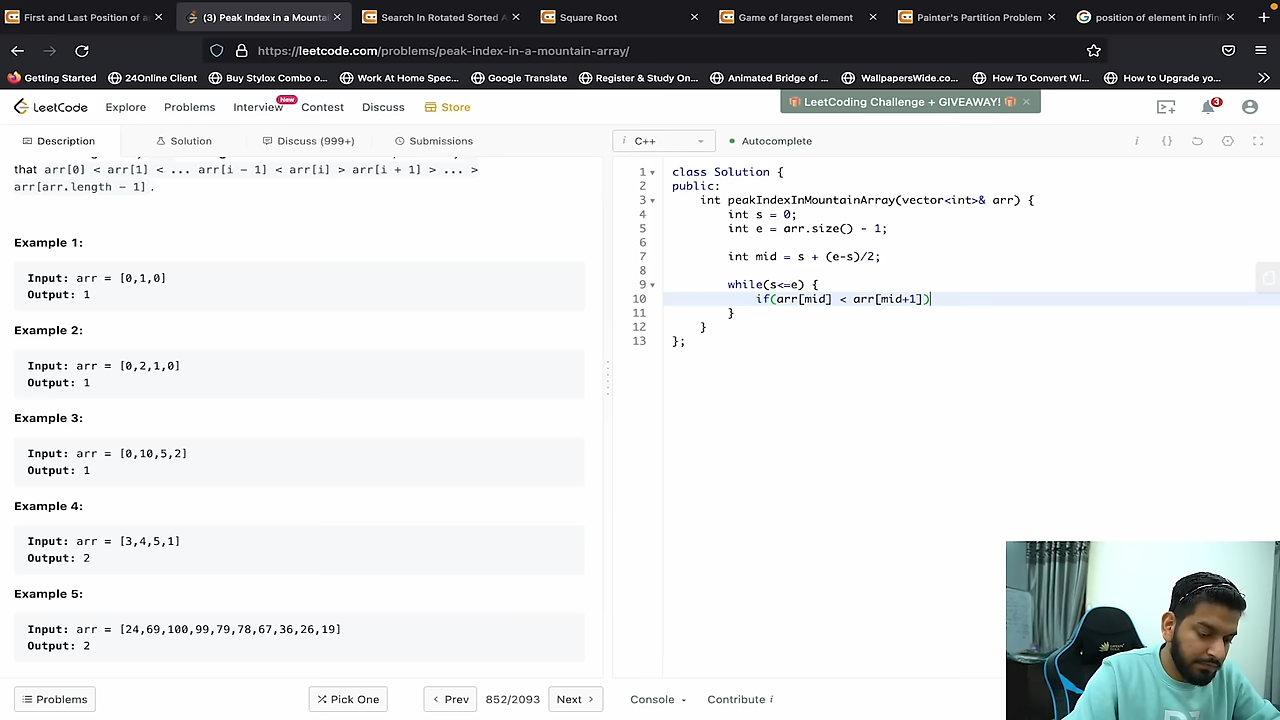 First and Last Position of a
(3) Peak Index in a Mounta
Search In Rotated Sorted A
Square Root
Game of largest element
Painter's Partition Problem
position of element in infin
https://leetcode.com/problems/peak-index-in-a-mountain-array/
Getting Started
24Online Client
Buy Stylox Combo o...
Work At Home Spec...
Google Translate
Register & Study On...
Animated Bridge of ...
WallpapersWide.co...
How To Convert Wi...
How to Upgrade yo...
LeetCode
Explore
Problems
Interview
New
Contest
Discuss
Store
LeetCoding Challenge + GIVEAWAY!
3
Description
Solution
Discuss (999+)
Submissions
i C++
Autocomplete
that arr[0] < arr[1] < ... arr[i - 1] < arr[i] > arr[i + 1] > ... >
arr[arr.length - 1] .
Example 1:
Input: arr = [0,1,0]
Output: 1
Example 2:
Input: arr = [0,2,1,0]
Output: 1
Example 3:
Input: arr = [0,10,5,2]
Output: 1
Example 4:
Input: arr = [3,4,5,1]
Output: 2
Example 5:
Input: arr = [24,69,100,99,79,78,67,36,26,19]
Output: 2
1 class Solution {
2 public:
3 int peakIndexInMountainArray(vector<int>& arr) {
4 int s = 0;
5 int e = arr.size() - 1;
6
7 int mid = s + (e-s)/2;
8
9 while(s<=e) {
10 if(arr[mid] < arr[mid+1])
11 }
12 }
13 };
Problems
Pick One
Prev
852/2093
Next
Console
Contribute i